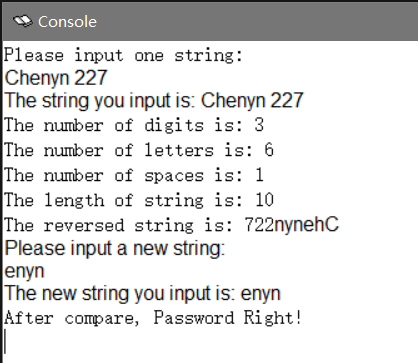 Console
Please input one string:
Chenyn 227
The string you input is: Chenyn 227
The number of digits is: 3
The number of letters is: 6
The number of spaces is: 1
The length of string is: 10
The reversed string is: 722nynehC
Please input a new string:
enyn
The new string you input is: enyn
After compare, Password Right!